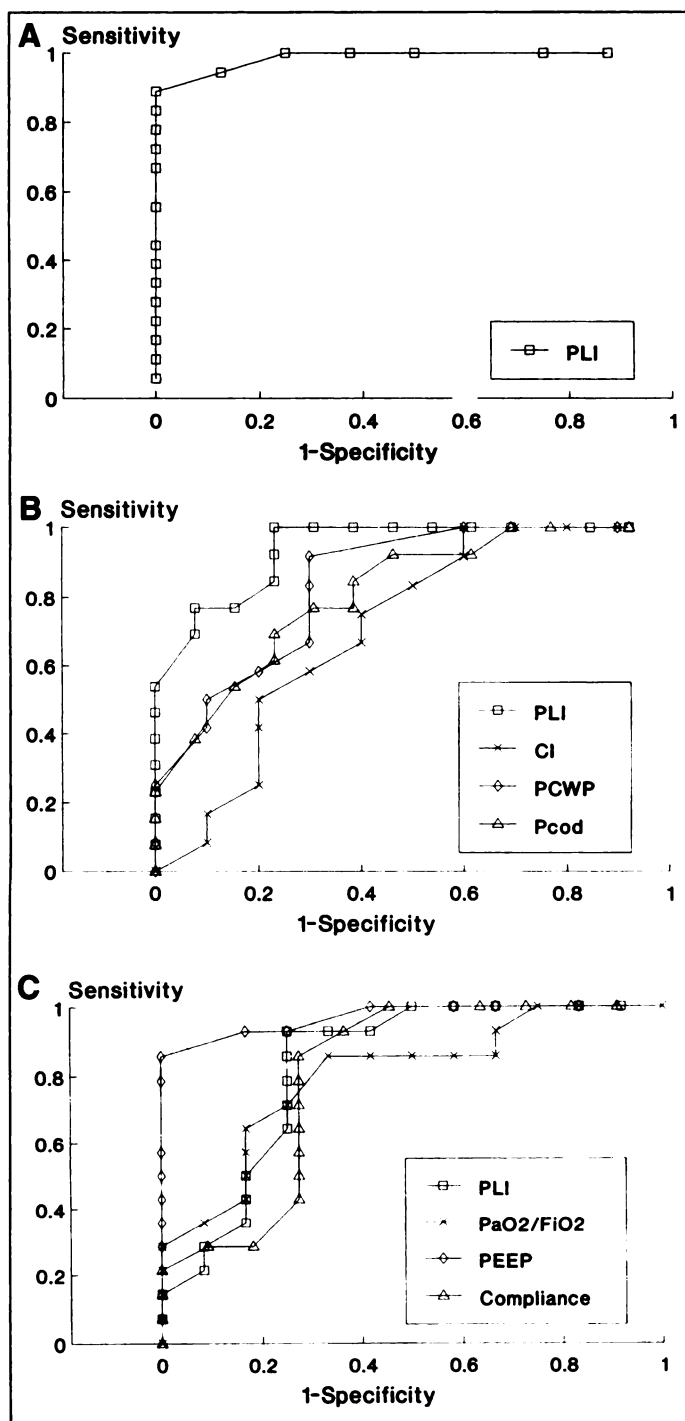 A Sensitivity
1
0.8
0.6
0.4
0.2
0
PLI
0 0.2 0.4 0.6 0.8 1
1-Specificity
B Sensitivity
1
0.8
0.6
0.4
0.2
0
PLI
CI
PCWP
Pcod
0 0.2 0.4 0.6 0.8 1
1-Specificity
C Sensitivity
1
0.8
0.6
0.4
0.2
0
PLI
PaO2/FiO2
PEEP
Compliance
0 0.2 0.4 0.6 0.8 1
1-Specificity